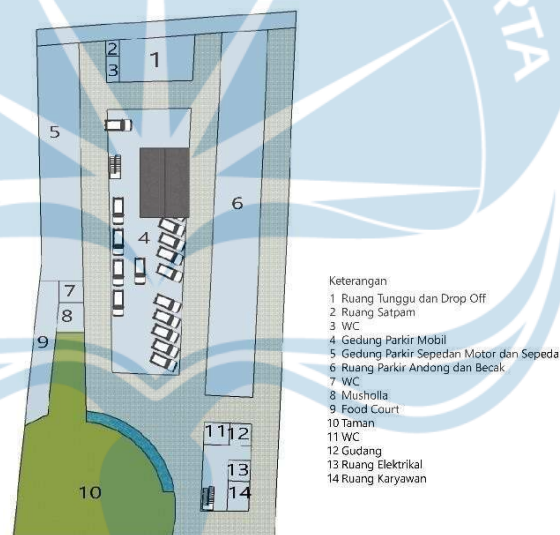 RTA
2
3
1
5
4
6
7
8
9
11
12
13
14
10
Keterangan
1 Ruang Tunggu dan Drop Off
2 Ruang Satpam
3 WC
4 Gedung Parkir Mobil
5 Gedung Parkir Sepedan Motor dan Sepeda
6 Ruang Parkir Andong dan Becak
7 WC
8 Musholla
9 Food Court
10 Taman
11 WC
12 Gudang
13 Ruang Elektrikal
14 Ruang Karyawan